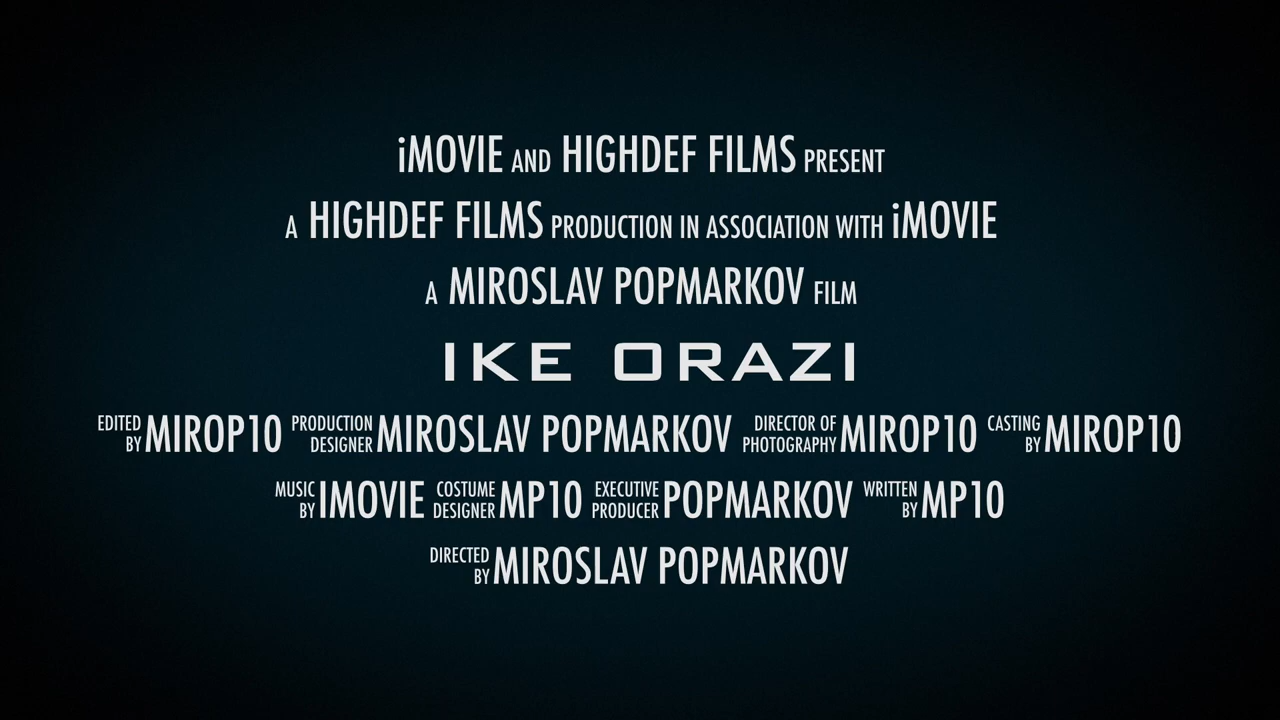 iMOVIE AND HIGHDEF FILMS PRESENT
A HIGHDEF FILMS PRODUCTION IN ASSOCIATION WITH iMOVIE
A MIROSLAV POPMARKOV FILM
IKE ORAZI
EDITED BY MIROP10 PRODUCTION DESIGNER MIROSLAV POPMARKOV DIRECTOR OF PHOTOGRAPHY MIROP10 CASTING BY MIROP10
MUSIC BY IMOVIE COSTUME DESIGNER MP10 EXECUTIVE PRODUCER POPMARKOV WRITTEN BY MP10
DIRECTED BY MIROSLAV POPMARKOV